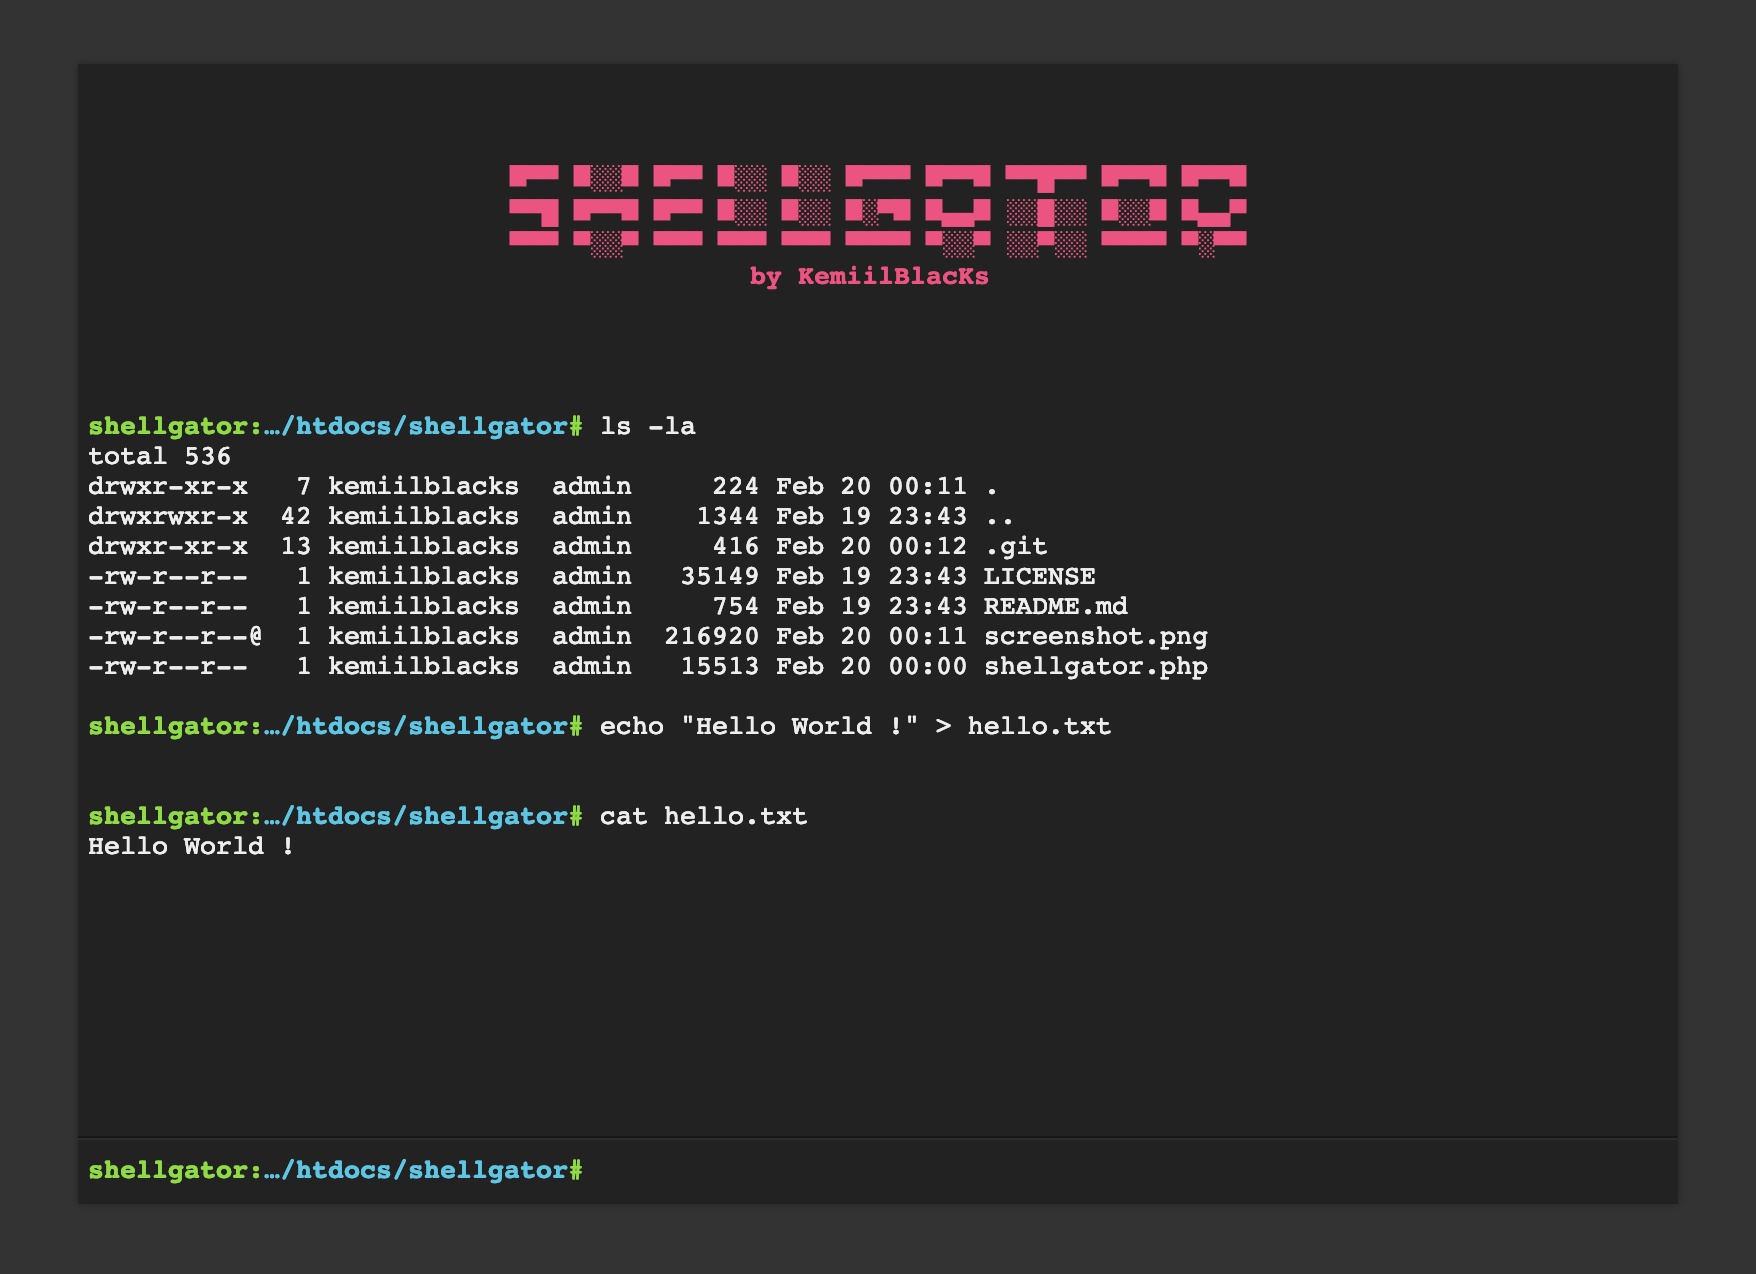 SHELLGATOR
by KemiilBlacKs
shellgator:…/htdocs/shellgator# ls -la
total 536
drwxr-xr-x   7 kemiilblacks  admin     224 Feb 20 00:11 .
drwxrwxr-x  42 kemiilblacks  admin    1344 Feb 19 23:43 ..
drwxr-xr-x  13 kemiilblacks  admin     416 Feb 20 00:12 .git
-rw-r--r--   1 kemiilblacks  admin   35149 Feb 19 23:43 LICENSE
-rw-r--r--   1 kemiilblacks  admin     754 Feb 19 23:43 README.md
-rw-r--r--@  1 kemiilblacks  admin  216920 Feb 20 00:11 screenshot.png
-rw-r--r--   1 kemiilblacks  admin   15513 Feb 20 00:00 shellgator.php
shellgator:…/htdocs/shellgator# echo "Hello World !" > hello.txt
shellgator:…/htdocs/shellgator# cat hello.txt
Hello World !
shellgator:…/htdocs/shellgator#